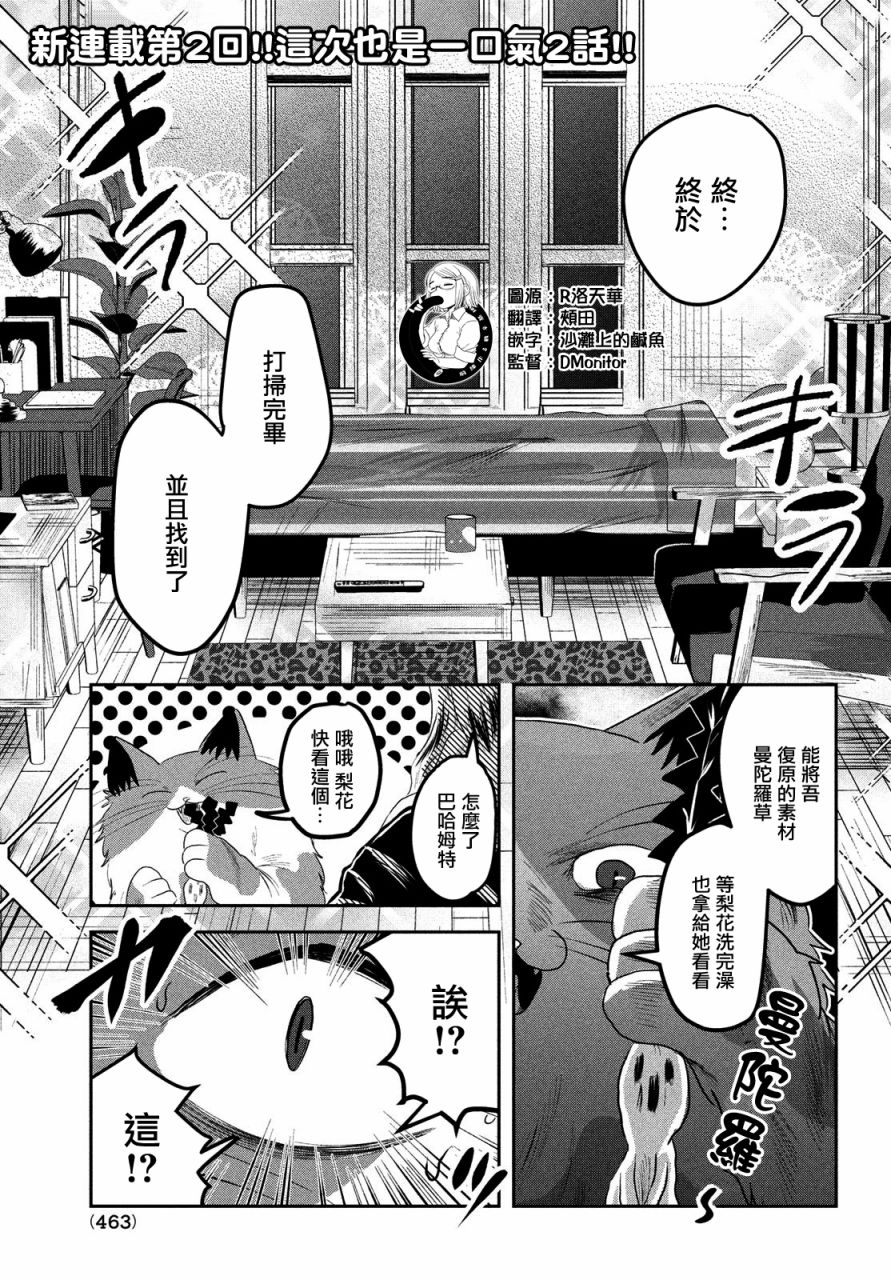 新連載第2回!!這次也是一口氣2話!!
終…
終於
キラ
圖源：R洛天華
翻譯：頰田
嵌字：沙灘上的鹹魚
監督：DMonitor
打掃完畢
並且找到了
キラ
能將吾
復原的素材
曼陀羅草
等梨花洗完澡
也拿給她看看
曼陀羅～
怎麼了
巴哈姆特
哦哦 梨花
快看這個…
誒!?
這!?
(463)